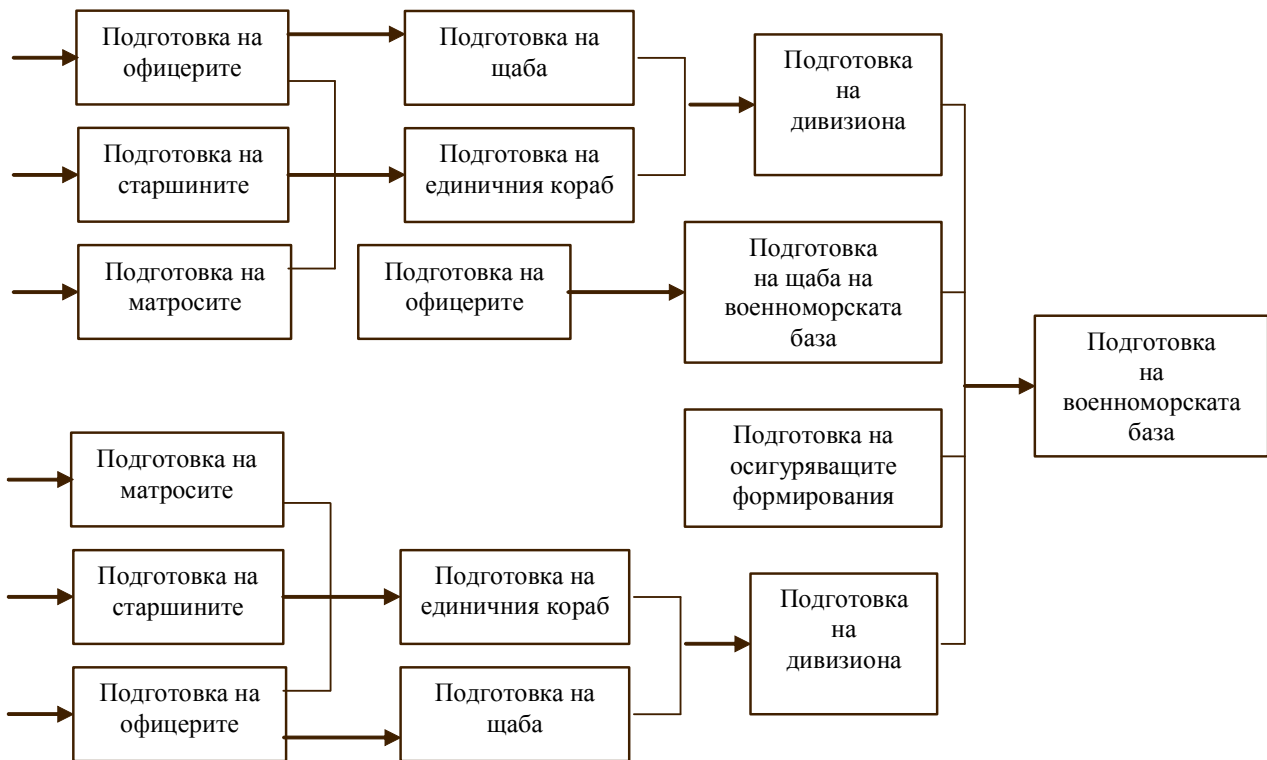 Подготовка на
офицерите
Подготовка на
щаба
Подготовка
на
дивизиона
Подготовка на
старшините
Подготовка на
единичния кораб
Подготовка на
матросите
Подготовка на
офицерите
Подготовка
на щаба на
военноморската
база
Подготовка
на
военноморската
база
Подготовка на
осигуряващите
формирования
Подготовка на
матросите
Подготовка на
старшините
Подготовка на
единичния кораб
Подготовка
на
дивизиона
Подготовка на
офицерите
Подготовка на
щаба